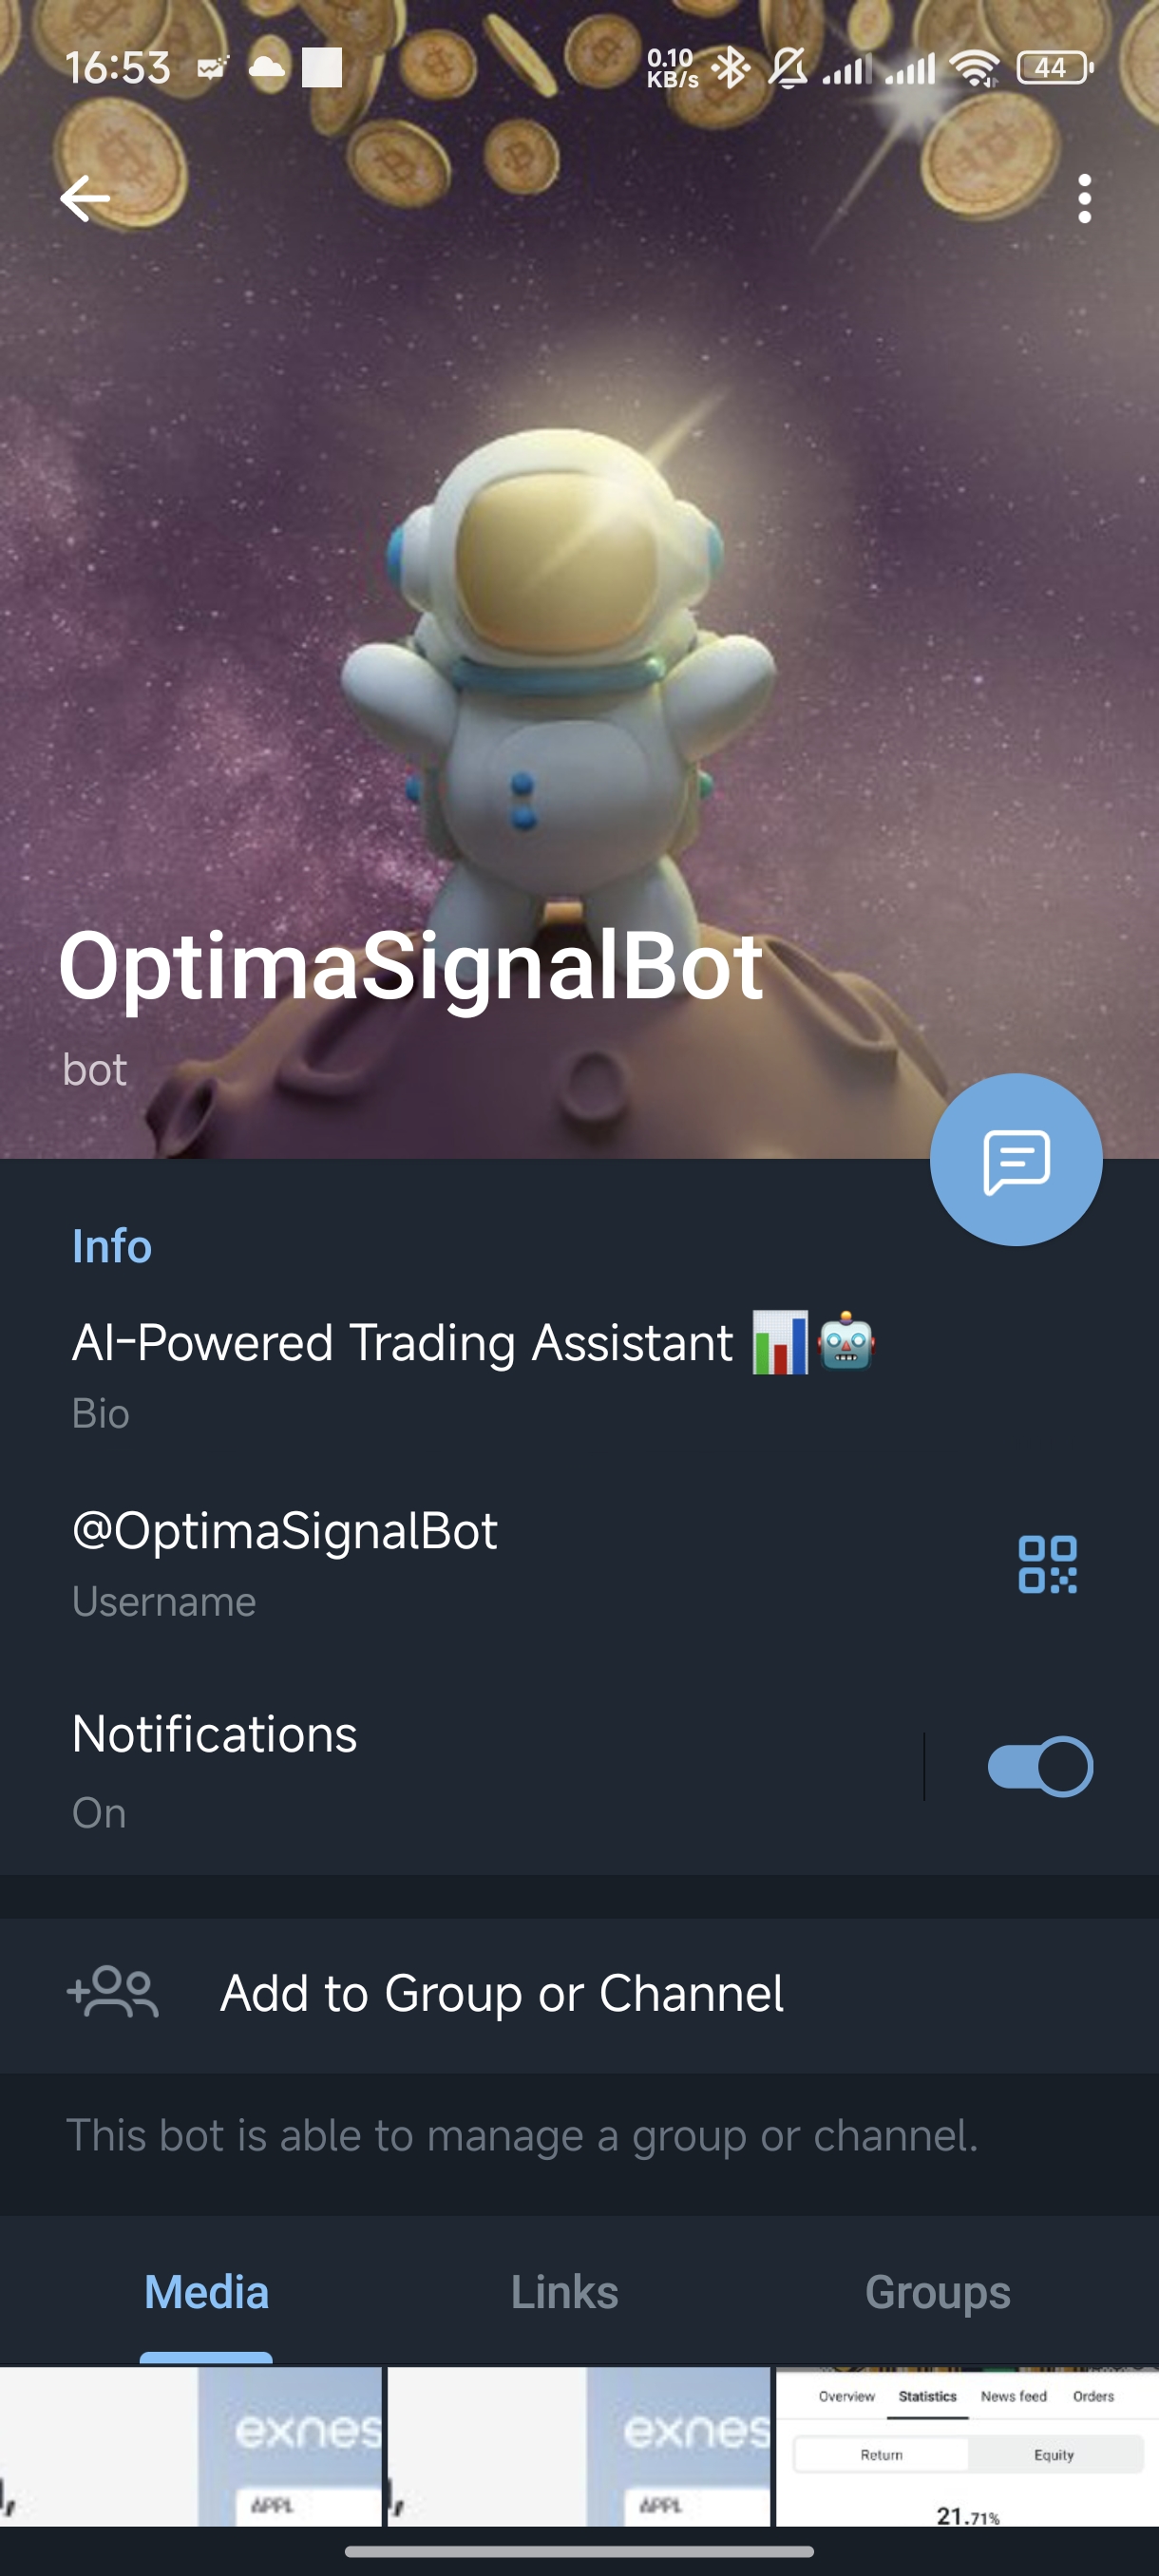 16:53
0.10
KB/s
44
OptimaSignalBot
bot
Info
AI-Powered Trading Assistant 📊🤖
Bio
@OptimaSignalBot
Username
Notifications
On
Add to Group or Channel
This bot is able to manage a group or channel.
Media Links Groups
exnes exnes
APPL APPL
Overview Statistics News feed Orders
Return Equity
21.71%